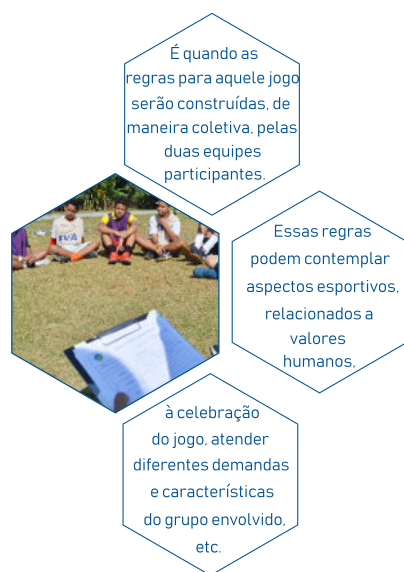 É quando as
regras para aquele jogo
serão construídas, de
maneira coletiva, pelas
duas equipes
participantes.
Essas regras
podem contemplar
aspectos esportivos,
relacionados a
valores
humanos,
à celebração
do jogo, atender
diferentes demandas
e características
do grupo envolvido,
etc.